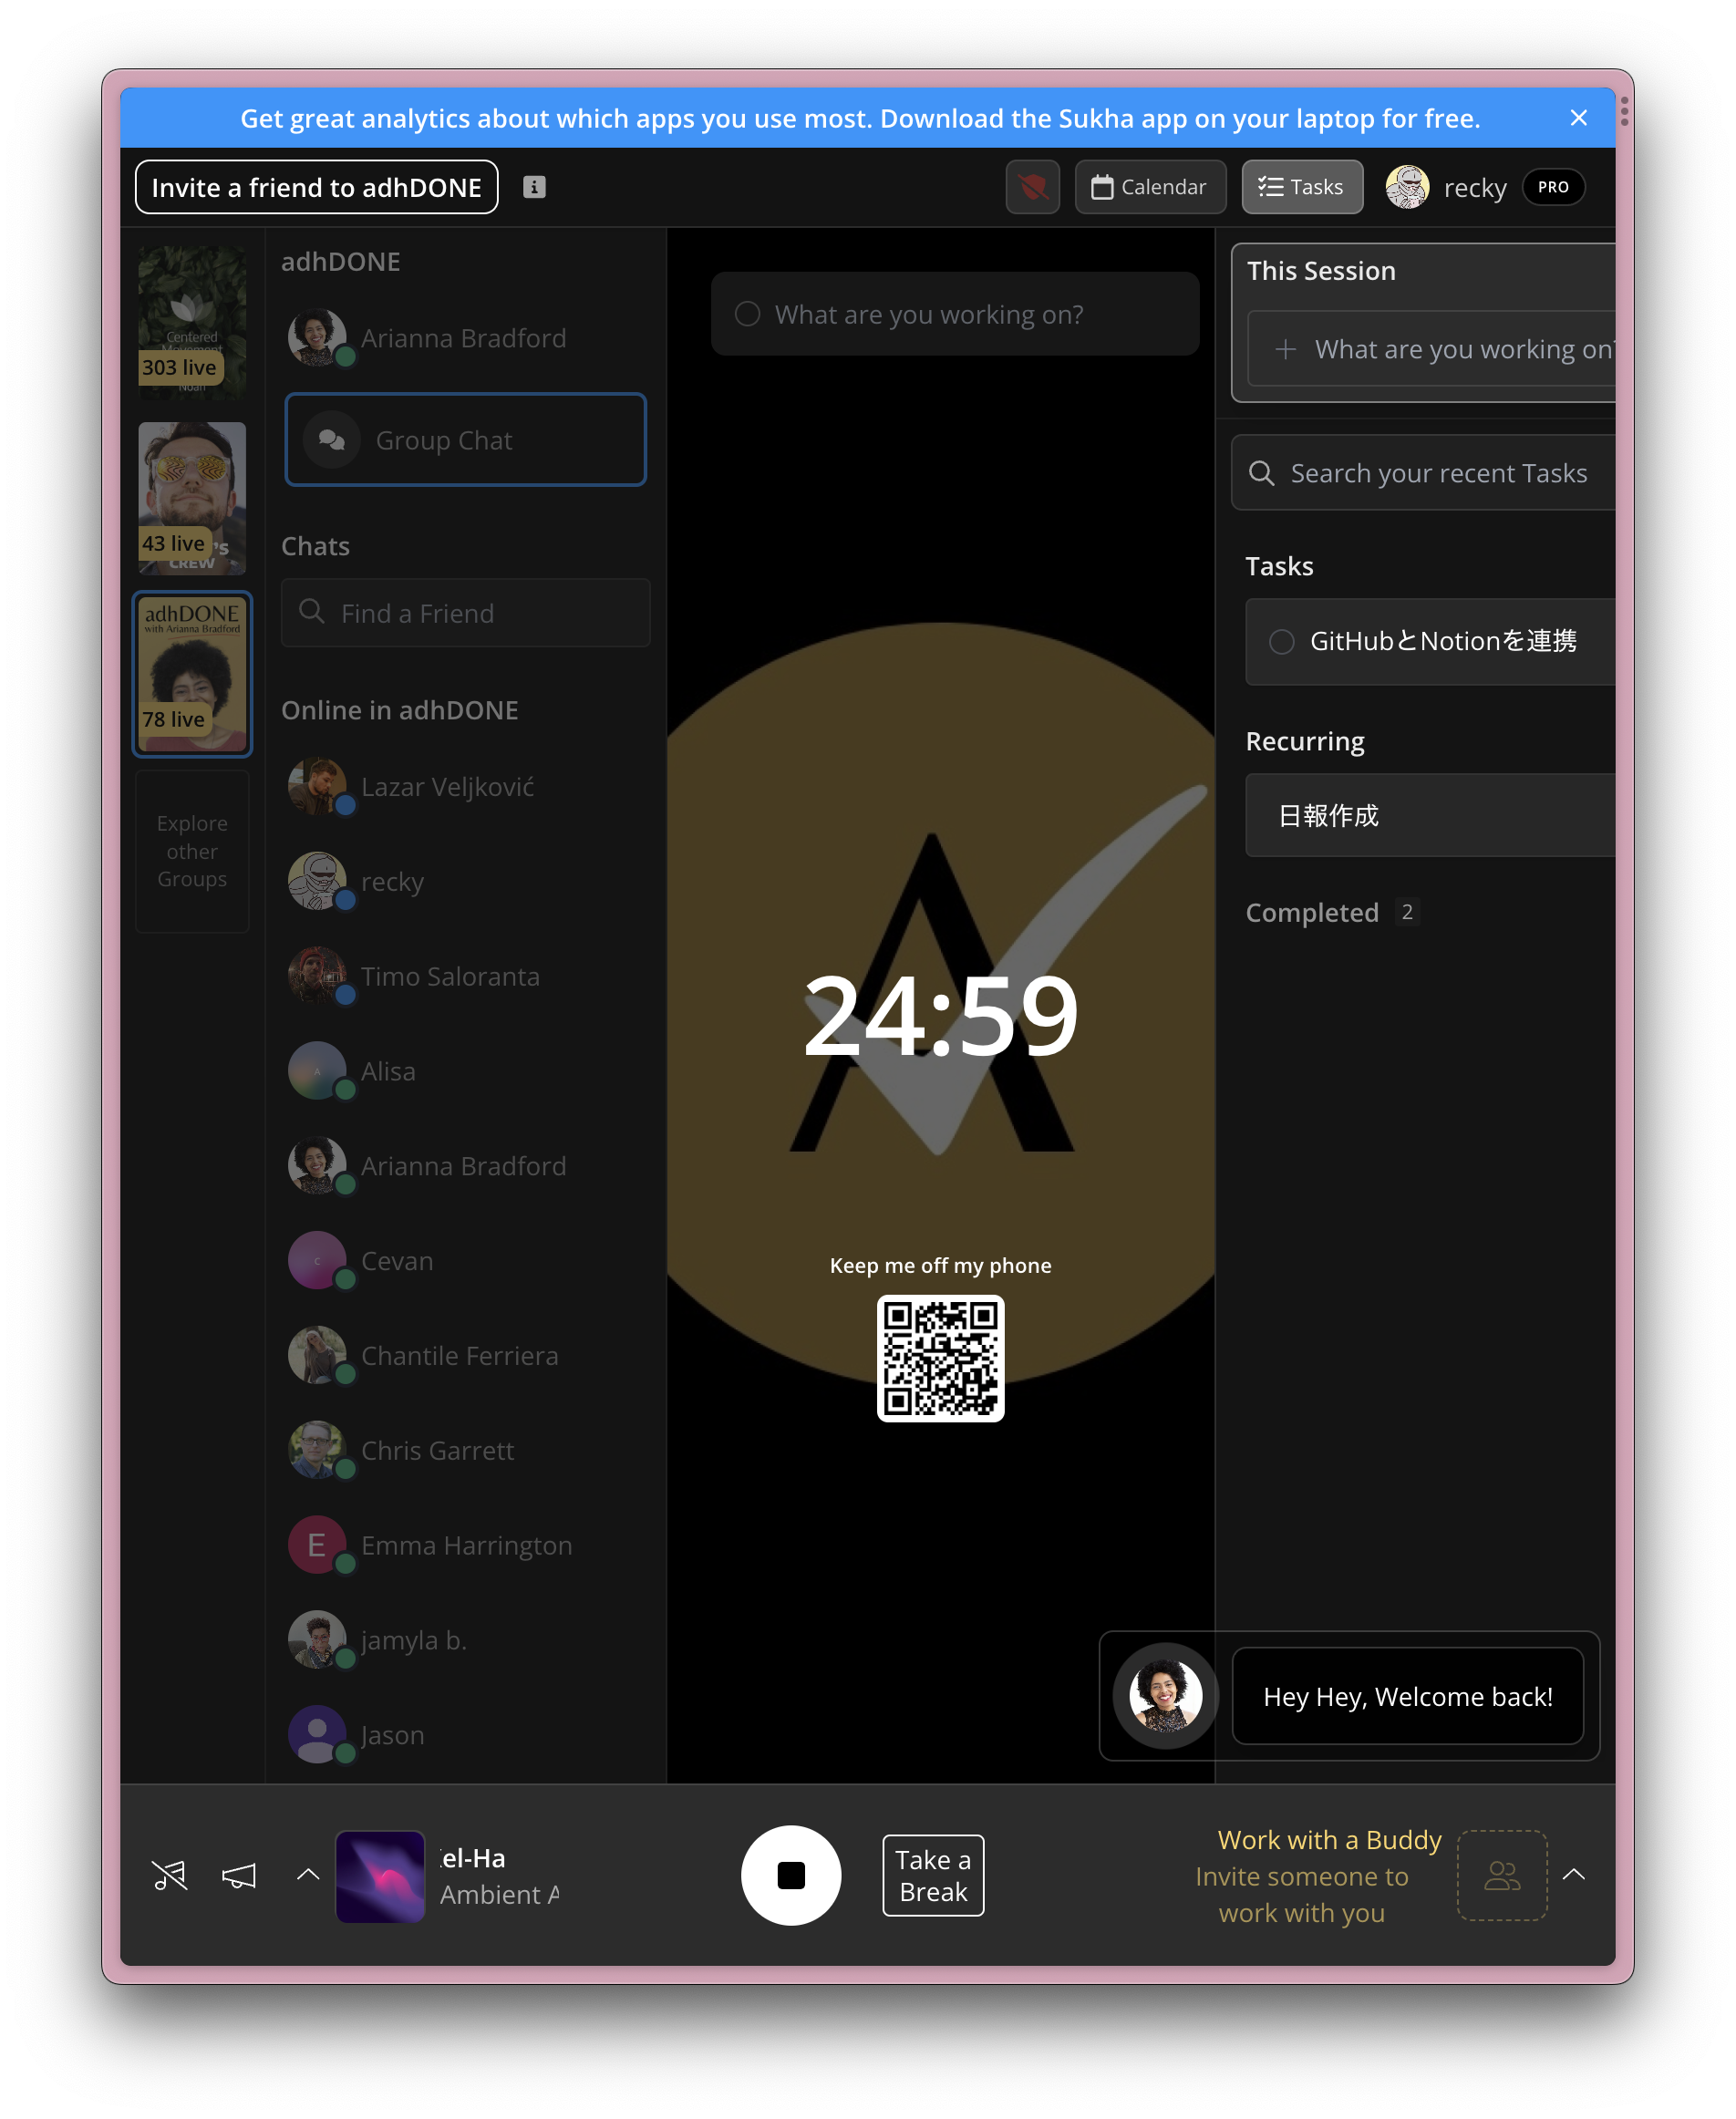 Get great analytics about which apps you use most. Download the Sukha app on your laptop for free.
Invite a friend to adhDONE
Calendar
Tasks
recky
PRO
Centered
303 live
Noah
43 live
'S
CREW
adhDONE
with Arianna Bradford
78 live
Explore
other
Groups
adhDONE
Arianna Bradford
Group Chat
Chats
Find a Friend
Online in adhDONE
Lazar Veljković
recky
Timo Saloranta
A
Alisa
Arianna Bradford
C
Cevan
Chantile Ferriera
Chris Garrett
E
Emma Harrington
jamyla b.
Jason
What are you working on?
24:59
Keep me off my phone
This Session
What are you working on?
Search your recent Tasks
Tasks
GitHubとNotionを連携
Recurring
日報作成
Completed 2
Hey Hey, Welcome back!
el-Ha
Ambient A
Take a
Break
Work with a Buddy
Invite someone to
work with you